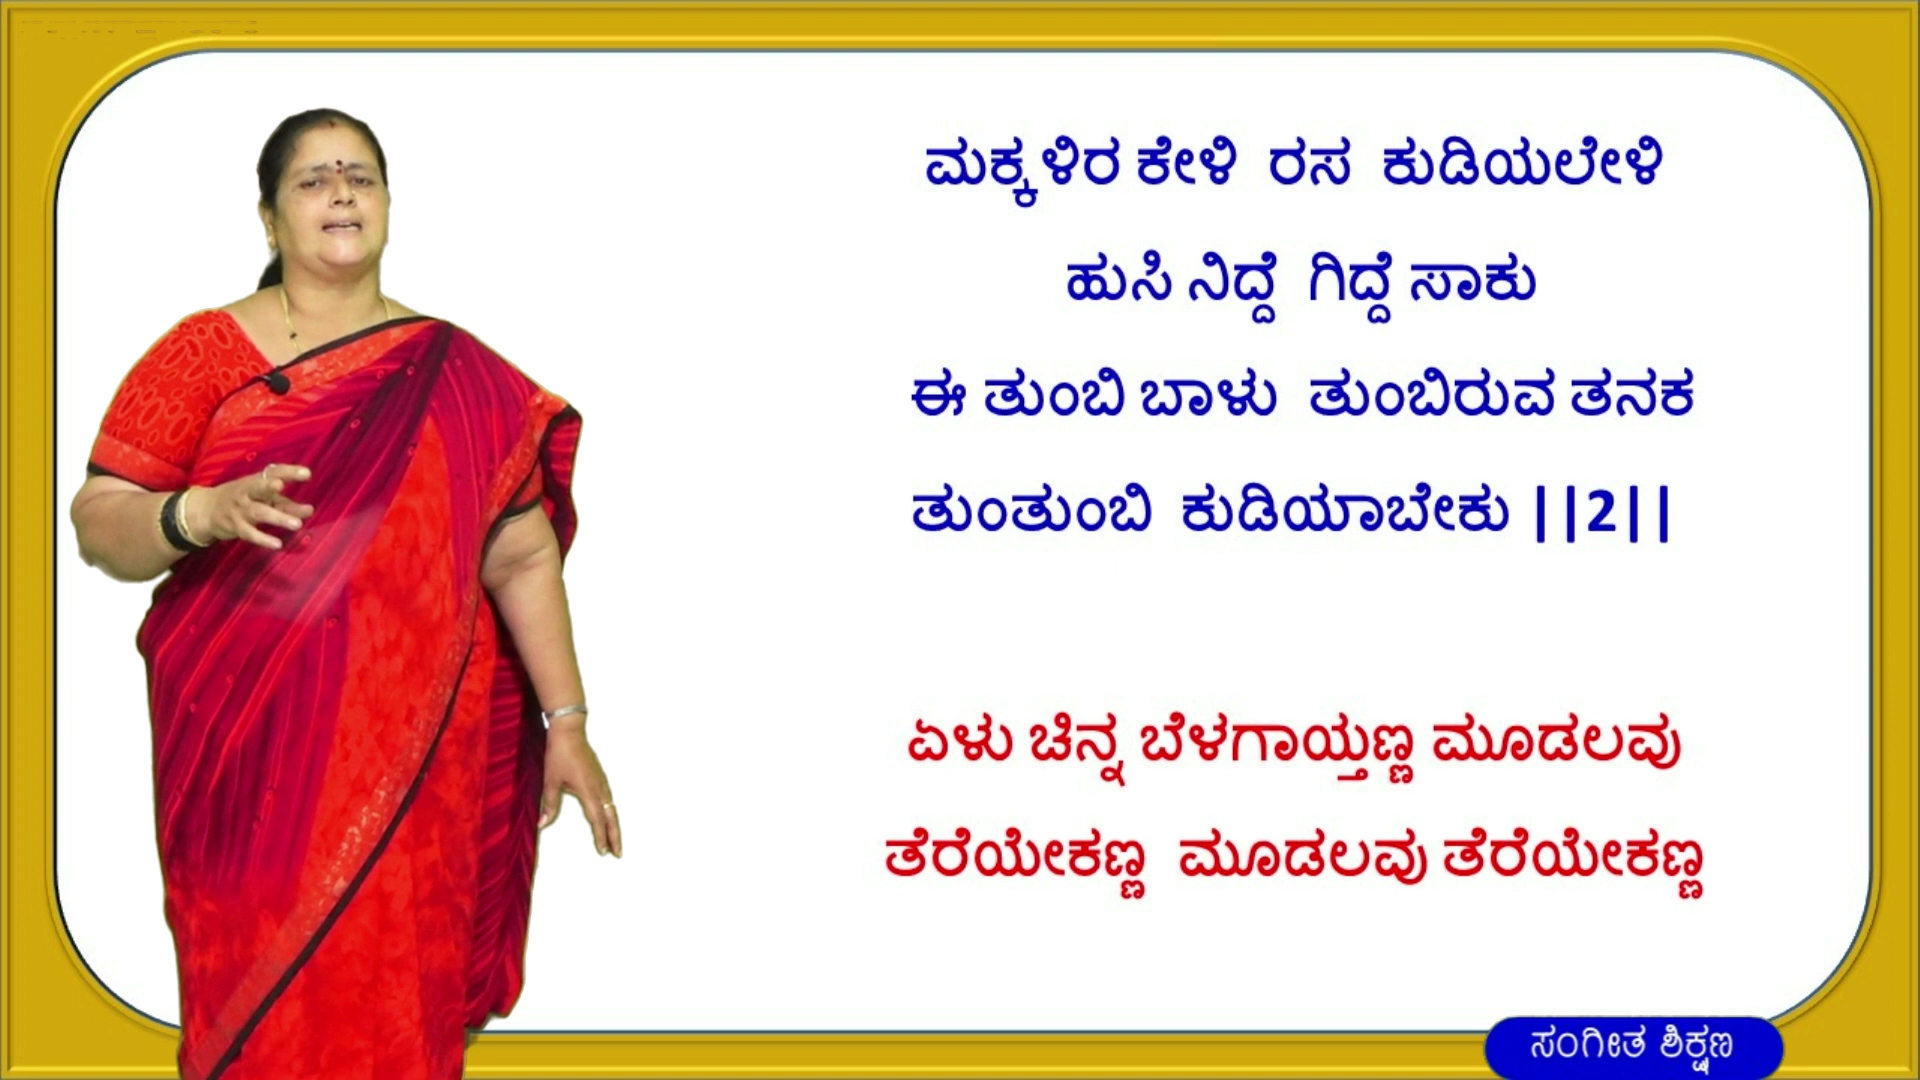 ಮಕ್ಕಳಿರ ಕೇಳಿ ರಸ ಕುಡಿಯಲೇಳಿ
ಹುಸಿ ನಿದ್ದೆ ಗಿದ್ದೆ ಸಾಕು
ಈ ತುಂಬಿ ಬಾಳು ತುಂಬಿರುವ ತನಕ
ತುಂತುಂಬಿ ಕುಡಿಯಾಬೇಕು ||2||
ಏಳು ಚಿನ್ನ ಬೆಳಗಾಯ್ತಣ್ಣ ಮೂಡಲವು
ತೆರೆಯೇಕಣ್ಣ ಮೂಡಲವು ತೆರೆಯೇಕಣ್ಣ
ಸಂಗೀತ ಶಿಕ್ಷಣ